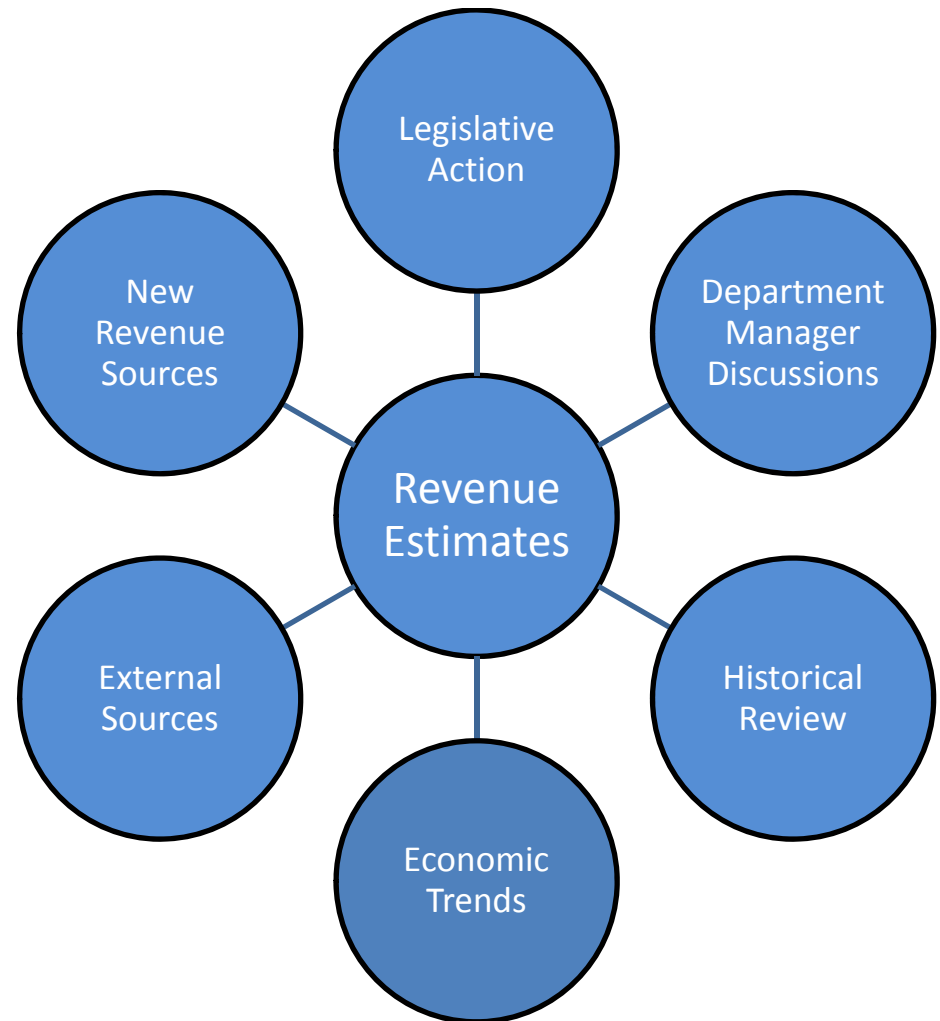 Legislative
Action
New
Revenue
Sources
Department
Manager
Discussions
Revenue
Estimates
External
Sources
Historical
Review
Economic
Trends